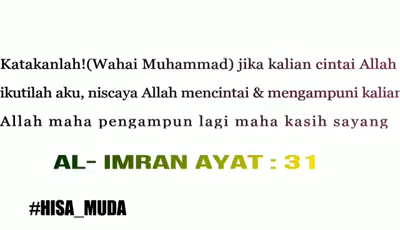 Katakanlah!(Wahai Muhammad) jika kalian cintai Allah
ikutilah aku, niscaya Allah mencintai & mengampuni kalian
Allah maha pengampun lagi maha kasih sayang
AL- IMRAN AYAT : 31
#HISA_MUDA